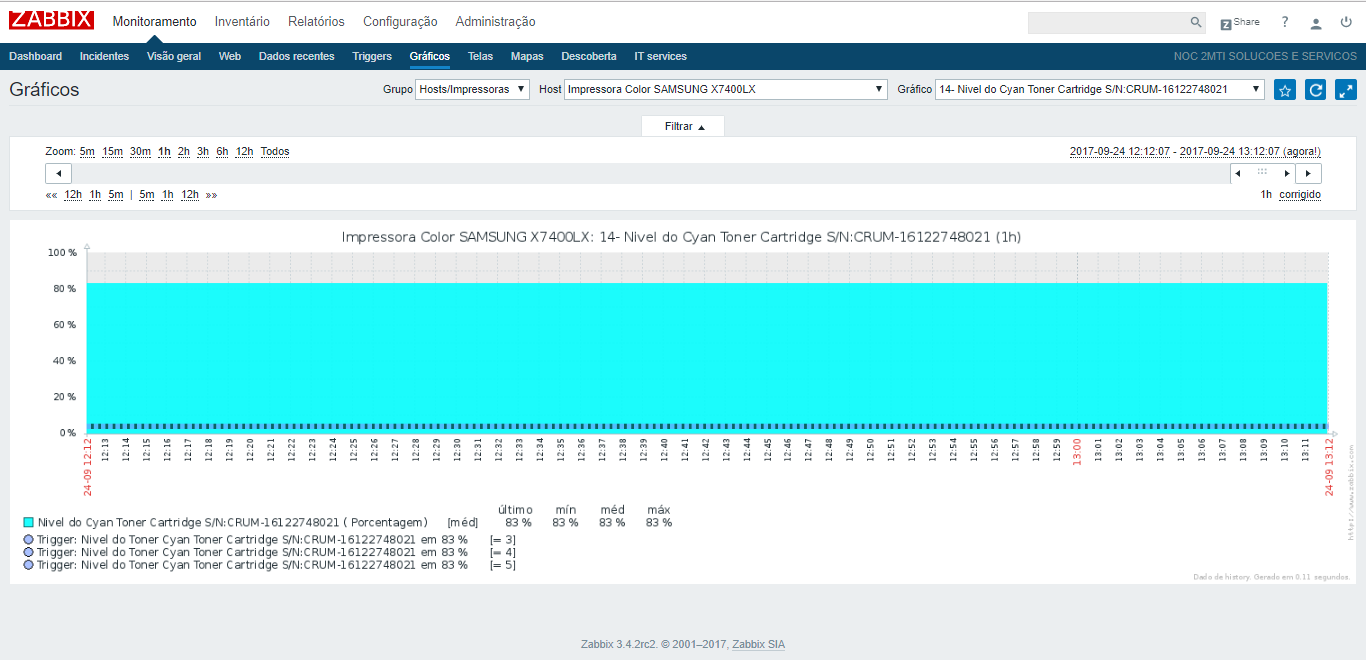 ZABBIX Monitoramento Inventário Relatórios Configuração Administração Z Share ?
Dashboard Incidentes Visão geral Web Dados recentes Triggers Gráficos Telas Mapas Descoberta IT services NOC 2MTI SOLUCOES E SERVICOS
Gráficos Grupo Hosts/Impressoras Host Impressora Color SAMSUNG X7400LX Gráfico 14- Nivel do Cyan Toner Cartridge S/N:CRUM-16122748021
Filtrar
Zoom: 5m 15m 30m 1h 2h 3h 6h 12h Todos 2017-09-24 12:12:07 - 2017-09-24 13:12:07 (agora!)
«« 12h 1h 5m | 5m 1h 12h »» 1h corrigido
Impressora Color SAMSUNG X7400LX: 14- Nivel do Cyan Toner Cartridge S/N:CRUM-16122748021 (1h)
100 %
80 %
60 %
40 %
20 %
0 %
24-09 12:12 12:13 12:14 12:15 12:16 12:17 12:18 12:19 12:20 12:21 12:22 12:23 12:24 12:25 12:26 12:27 12:28 12:29 12:30 12:31 12:32 12:33 12:34 12:35 12:36 12:37 12:38 12:39 12:40 12:41 12:42 12:43 12:44 12:45 12:46 12:47 12:48 12:49 12:50 12:51 12:52 12:53 12:54 12:55 12:56 12:57 12:58 12:59 13:00 13:01 13:02 13:03 13:04 13:05 13:06 13:07 13:08 13:09 13:10 13:11 24-09 13:12
http://www.zabbix.com
último mín méd máx
Nivel do Cyan Toner Cartridge S/N:CRUM-16122748021 ( Porcentagem) [méd] 83 % 83 % 83 % 83 %
Trigger: Nivel do Toner Cyan Toner Cartridge S/N:CRUM-16122748021 em 83 % [= 3]
Trigger: Nivel do Toner Cyan Toner Cartridge S/N:CRUM-16122748021 em 83 % [= 4]
Trigger: Nivel do Toner Cyan Toner Cartridge S/N:CRUM-16122748021 em 83 % [= 5]
Dado de history. Gerado em 0.11 segundos.
Zabbix 3.4.2rc2. © 2001–2017, Zabbix SIA